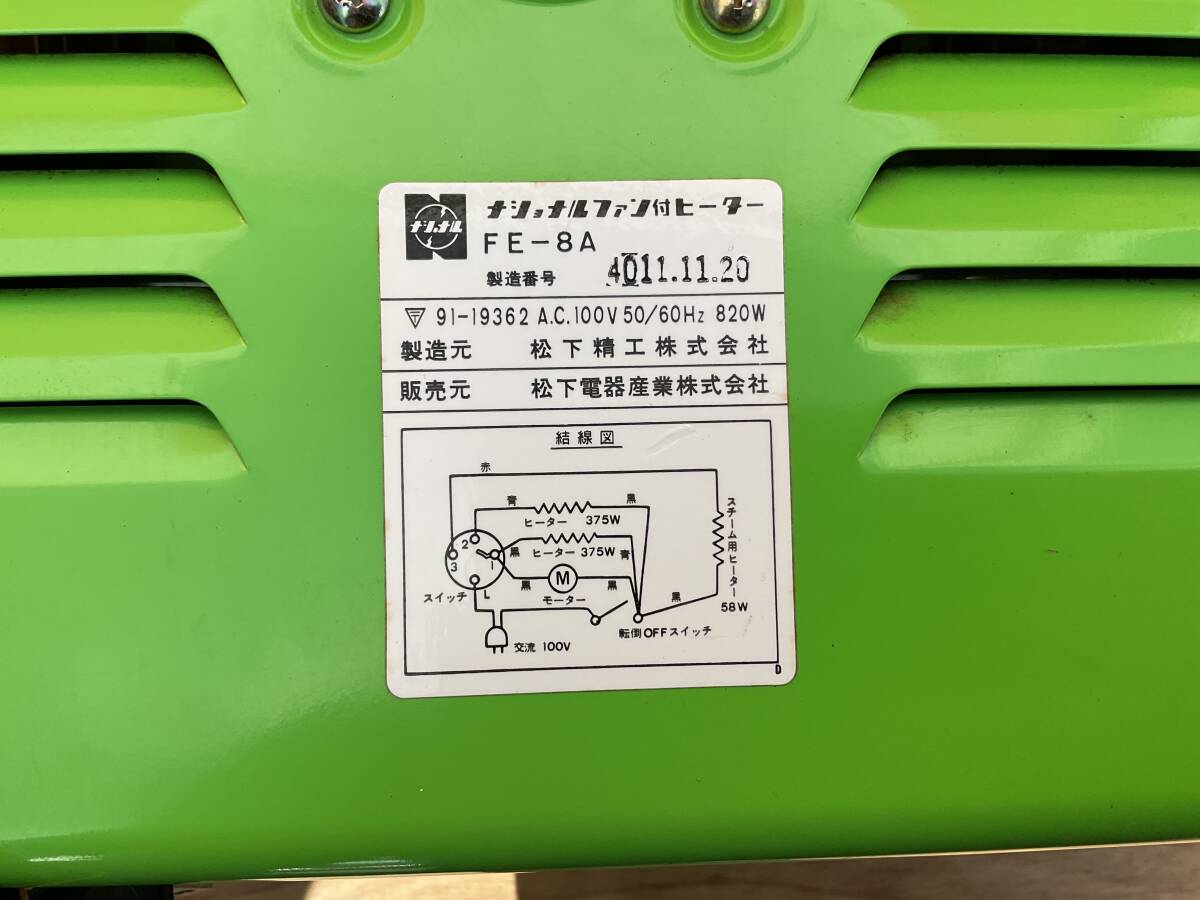 ナショナル
ナショナルファン付ヒーター
FE-8A
製造番号 4011.11.20
〒 91-19362 A.C.100V 50/60Hz 820W
製造元 松下精工株式会社
販売元 松下電器産業株式会社
結線図
赤
青 黒
ヒーター 375W
スチーム用ヒーター
2
3
1
黒 ヒーター 375W 青
黒 M 黒
スイッチ L モーター
黒
58W
転倒OFFスイッチ
交流 100V
D